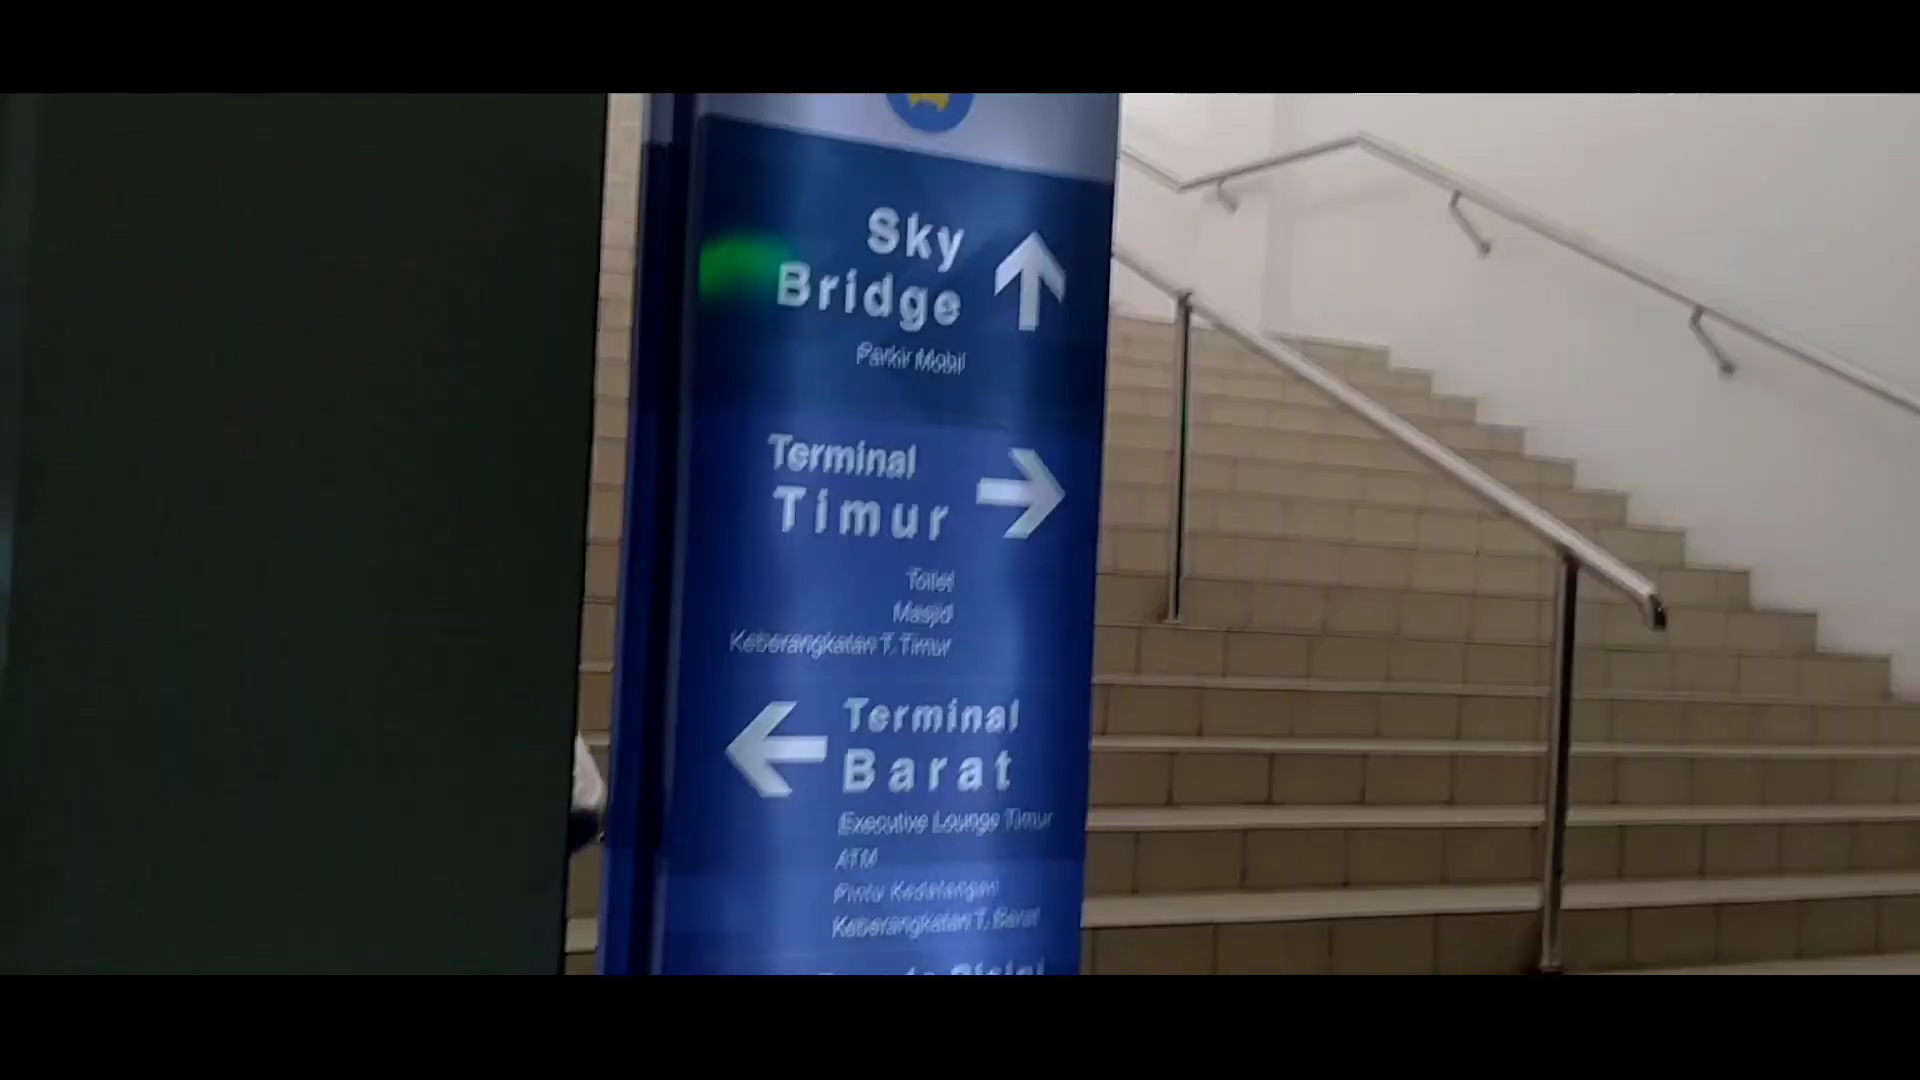 Sky
Bridge
Parkir Mobil
Terminal
Timur
Toilet
Masjid
Keberangkatan T. Timur
Terminal
Barat
Executive Lounge Timur
ATM
Pintu Kedatangan
Keberangkatan T. Barat